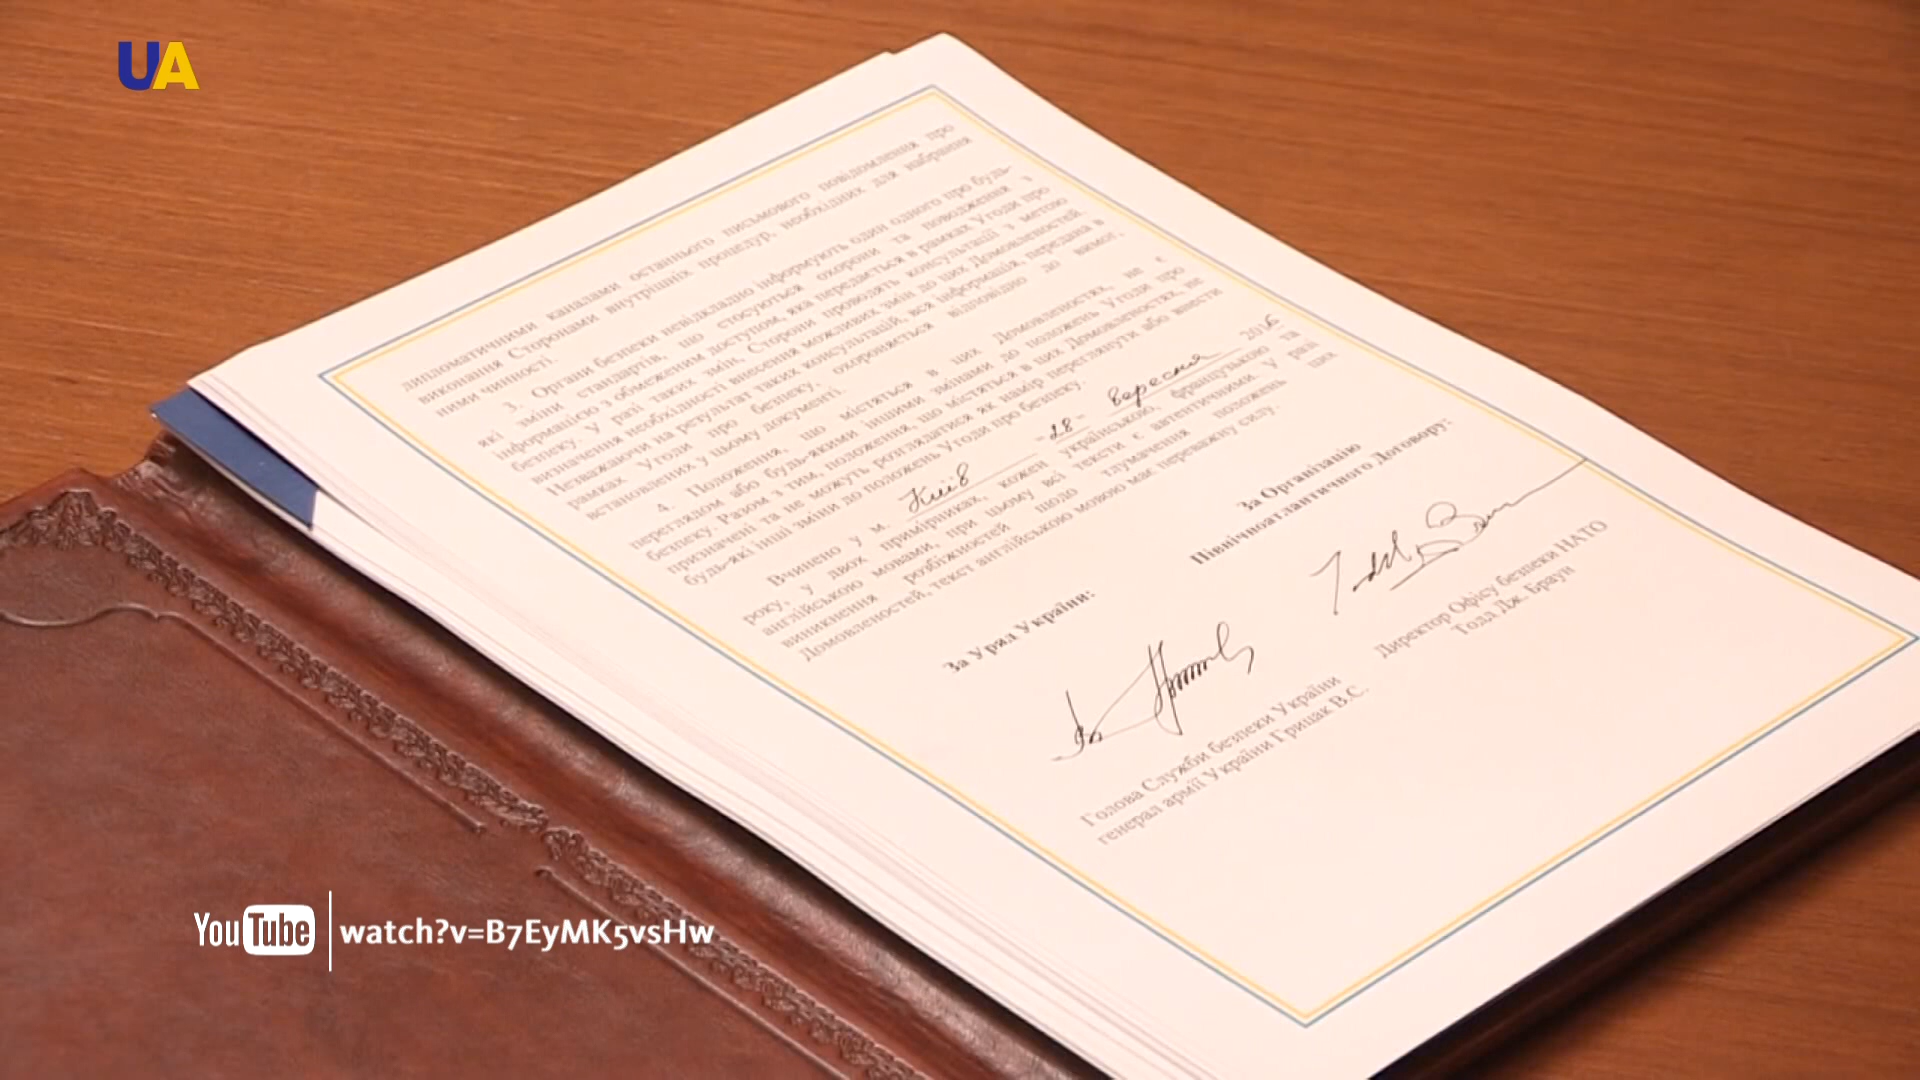 UA
дипломатичними каналами останнього письмового повідомлення про
виконання Сторонами внутрішніх процедур, необхідних для набрання
ними чинності.
3. Органи безпеки невідкладно інформують один одного про будь-
які зміни стандартів, що стосуються охорони та поводження з
інформацією з обмеженим доступом, яка передається в рамках Угоди про
безпеку. У разі таких змін, Сторони проводять консультації з метою
визначення необхідності внесення можливих змін до цих Домовленостей.
Незважаючи на результат таких консультацій, вся інформація, передана в
рамках Угоди про безпеку, охороняється відповідно до вимог,
встановлених у цьому документі.
4. Положення, що містяться в цих Домовленостях, не є
переглядом або будь-якими іншими змінами до положень Угоди про
безпеку. Разом з тим, положення, що містяться в цих Домовленостях, не
призначені та не можуть розглядатися як намір переглянути або внести
будь-які інші зміни до положень Угоди про безпеку.
Вчинено у м. Київ -28- вересня 2016
року, у двох примірниках, кожен українською, французькою та
англійською мовами, при цьому всі тексти є автентичними. У разі
виникнення розбіжностей щодо тлумачення положень цих
Домовленостей, текст англійською мовою має переважну силу.
За Уряд України:
За Організацію
Північноатлантичного Договору:
Голова Служби безпеки України
генерал армії України Грицак В.С.
Директор Офісу безпеки НАТО
Тодд Дж. Браун
YouTube watch?v=B7EyMK5vsHw